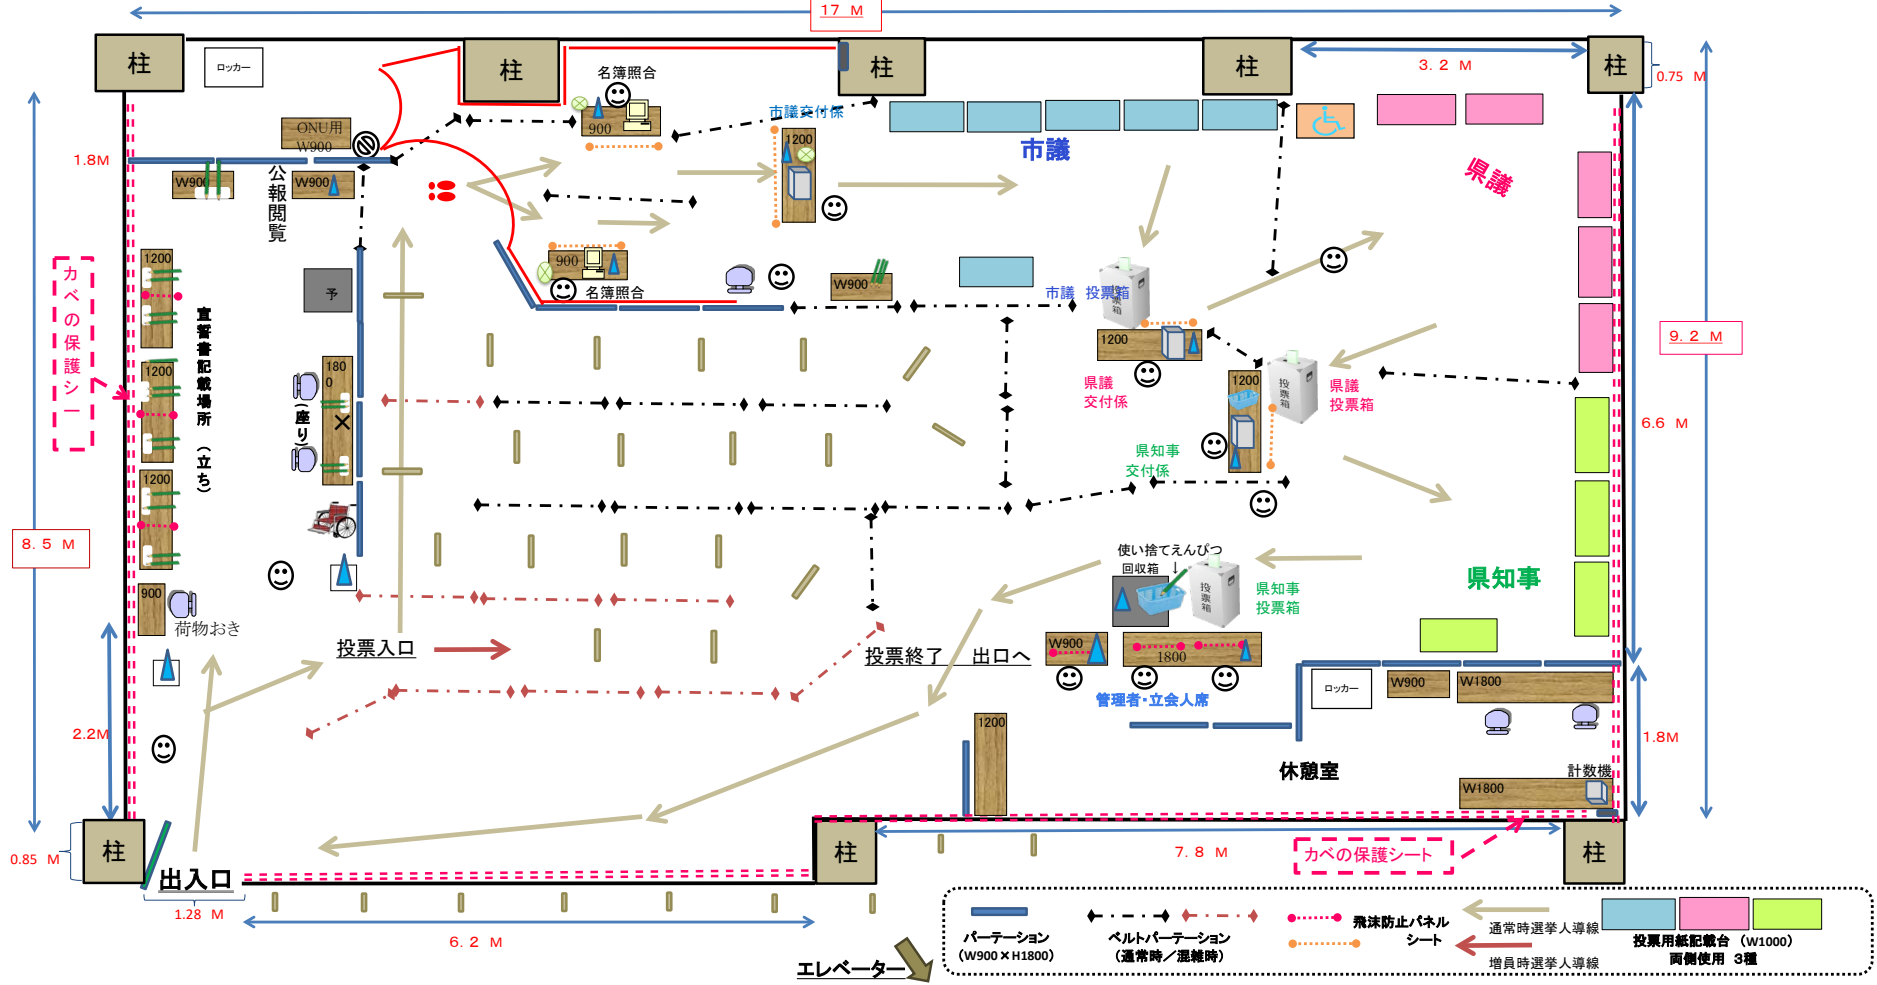 17 M
柱
ロッカー
柱
名簿照合
柱
柱
3.2 M
柱
0.75 M
市議交付係
900
1200
ONU用
W900
市議
県議
1.8M
W900
公報閲覧
W900
1200
900
名簿照合
W900
予
市議 投票箱
投票箱
カベの保護シー
宣誓書記載場所 (立ち)
1200
1200
900
荷物おき
1800
(座り)
1200
県議
交付係
1200
投票箱
県議
投票箱
9.2 M
6.6 M
県知事
交付係
8.5 M
使い捨てえんぴつ
回収箱 ↓
投票箱
県知事
投票箱
県知事
投票入口
投票終了 出口へ
W900
1800
管理者・立会人席
ロッカー
W900
W1800
2.2M
1200
休憩室
計数機
W1800
1.8M
柱
0.85 M
出入口
1.28 M
6.2 M
柱
7.8 M
カベの保護シート
柱
エレベーター
パーテーション
(W900×H1800)
ベルトパーテーション
(通常時/混雑時)
飛沫防止パネル
シート
通常時選挙人導線
増員時選挙人導線
投票用紙記載台 (W1000)
両側使用 3種